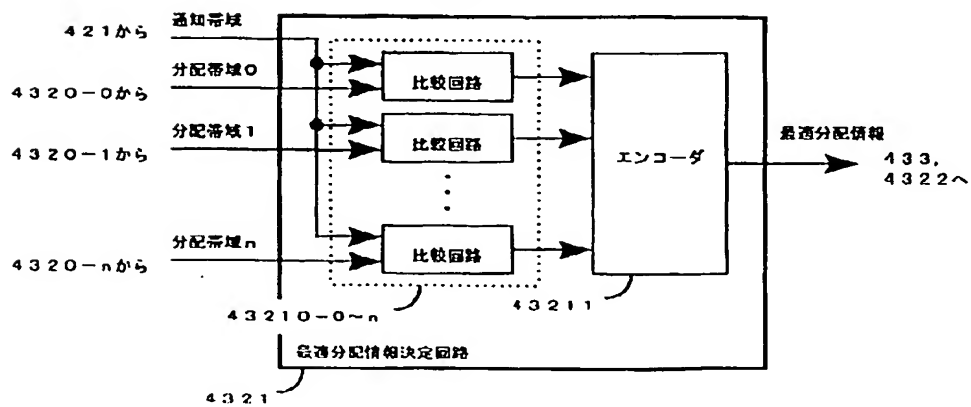 通知帯域
421から
分配帯域0
4320-0から
分配帯域1
4320-1から
分配帯域n
4320-nから
比較回路
比較回路
比較回路
エンコーダ
最適分配情報
433,
4322へ
43210-0~n
43211
最適分配情報決定回路
4321